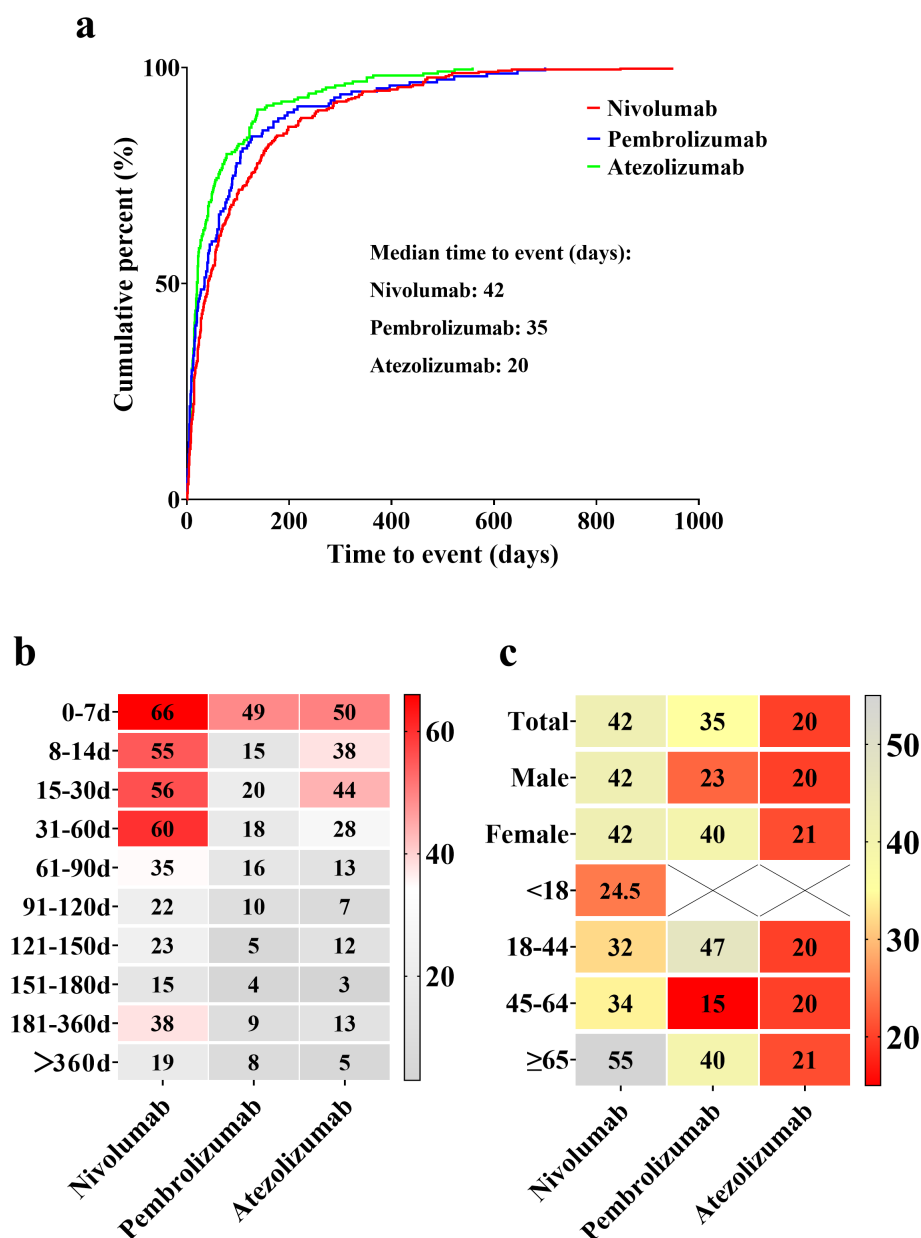 a
100
50
0
Cumulative percent (%)
0 200 400 600 800 1000
Time to event (days)
Nivolumab
Pembrolizumab
Atezolizumab
Median time to event (days):
Nivolumab: 42
Pembrolizumab: 35
Atezolizumab: 20
b
0-7d 66 49 50
8-14d 55 15 38
15-30d 56 20 44
31-60d 60 18 28
61-90d 35 16 13
91-120d 22 10 7
121-150d 23 5 12
151-180d 15 4 3
181-360d 38 9 13
>360d 19 8 5
Nivolumab Pembrolizumab Atezolizumab
60
40
20
c
Total 42 35 20
Male 42 23 20
Female 42 40 21
<18 24.5
18-44 32 47 20
45-64 34 15 20
≥65 55 40 21
Nivolumab Pembrolizumab Atezolizumab
50
40
30
20